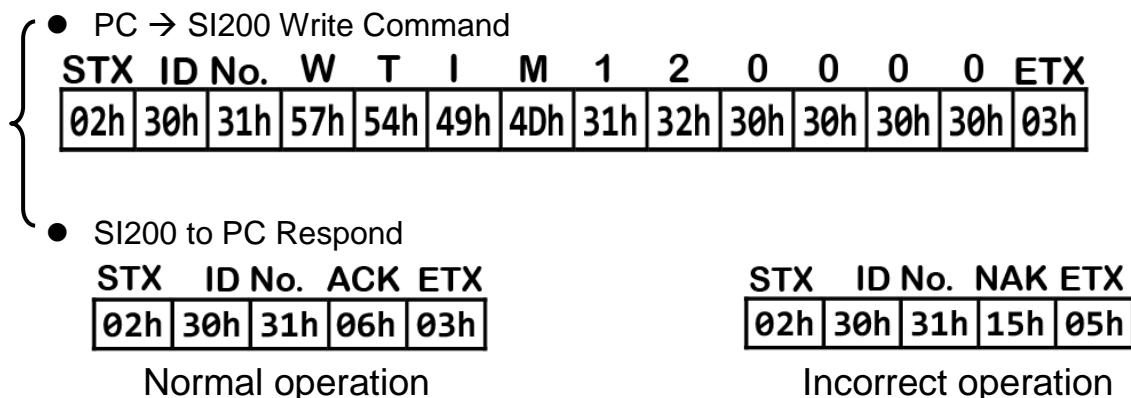 ● PC → SI200 Write Command
STX ID No. W T I M 1 2 0 0 0 0 ETX
02h 30h 31h 57h 54h 49h 4Dh 31h 32h 30h 30h 30h 30h 03h
● SI200 to PC Respond
STX ID No. ACK ETX STX ID No. NAK ETX
02h 30h 31h 06h 03h 02h 30h 31h 15h 05h
Normal operation Incorrect operation